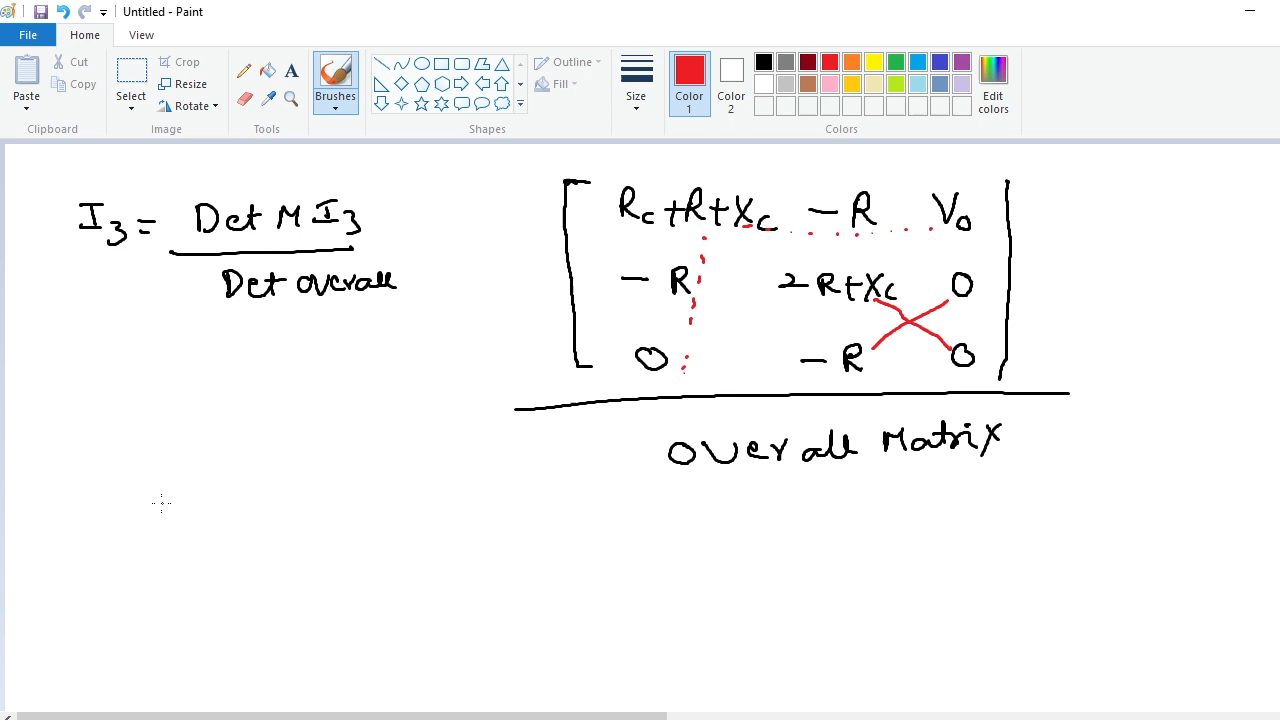 Untitled - Paint
File Home View
Paste Cut Copy Clipboard
Select Crop Resize Rotate Image
Tools
Brushes
Shapes Outline Fill
Size
Color 1 Color 2 Edit colors Colors
I3 = Det M I3
Det overall
Rc+R+Xc -R V0
-R 2R+Xc 0
0 -R 0
Overall Matrix